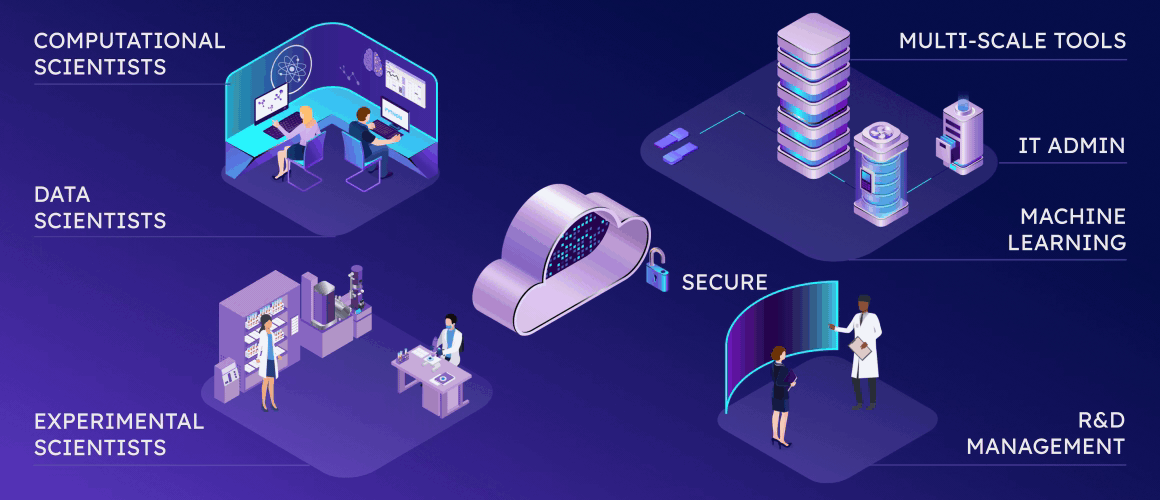 COMPUTATIONAL
SCIENTISTS
DATA
SCIENTISTS
EXPERIMENTAL
SCIENTISTS
SECURE
MULTI-SCALE TOOLS
IT ADMIN
MACHINE
LEARNING
R&D
MANAGEMENT